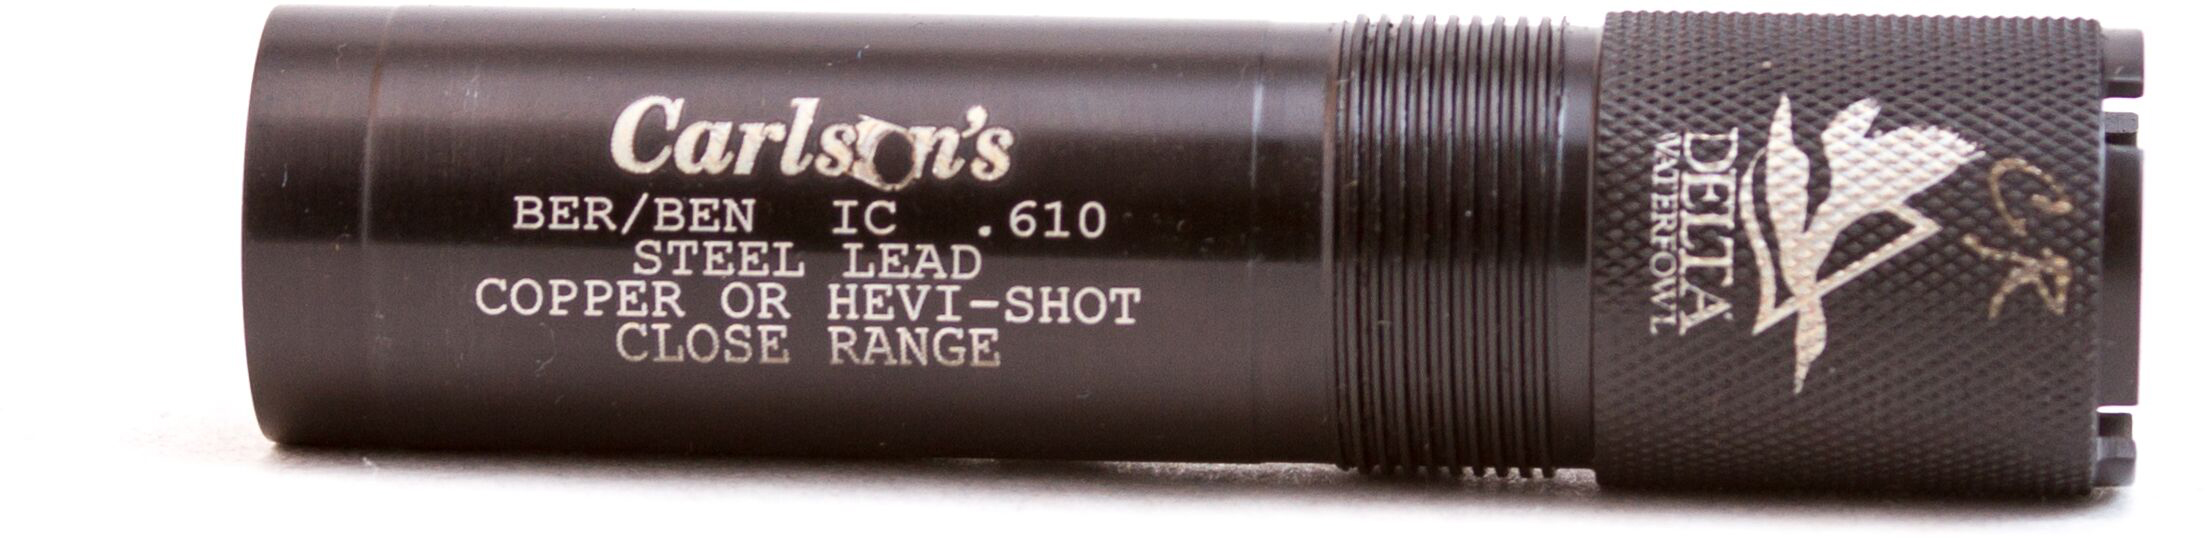 Carlson's
BER/BEN IC .610
STEEL LEAD
COPPER OR HEVI-SHOT
CLOSE RANGE
DELTA
WATERFOWL
CR